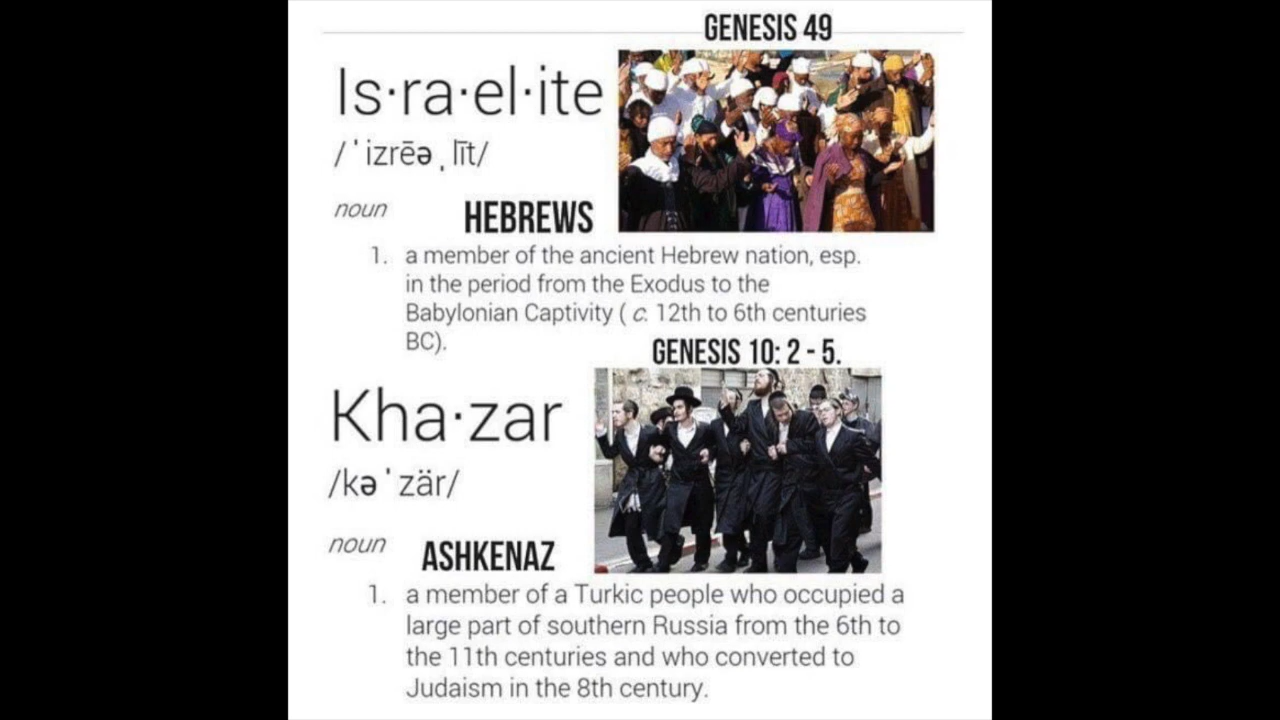 GENESIS 49
Is·ra·el·ite
/ˈizrēəˌlīt/
noun
HEBREWS
1. a member of the ancient Hebrew nation, esp.
in the period from the Exodus to the
Babylonian Captivity ( c. 12th to 6th centuries
BC).
GENESIS 10: 2 - 5.
Kha·zar
/kəˈzär/
noun
ASHKENAZ
1. a member of a Turkic people who occupied a
large part of southern Russia from the 6th to
the 11th centuries and who converted to
Judaism in the 8th century.